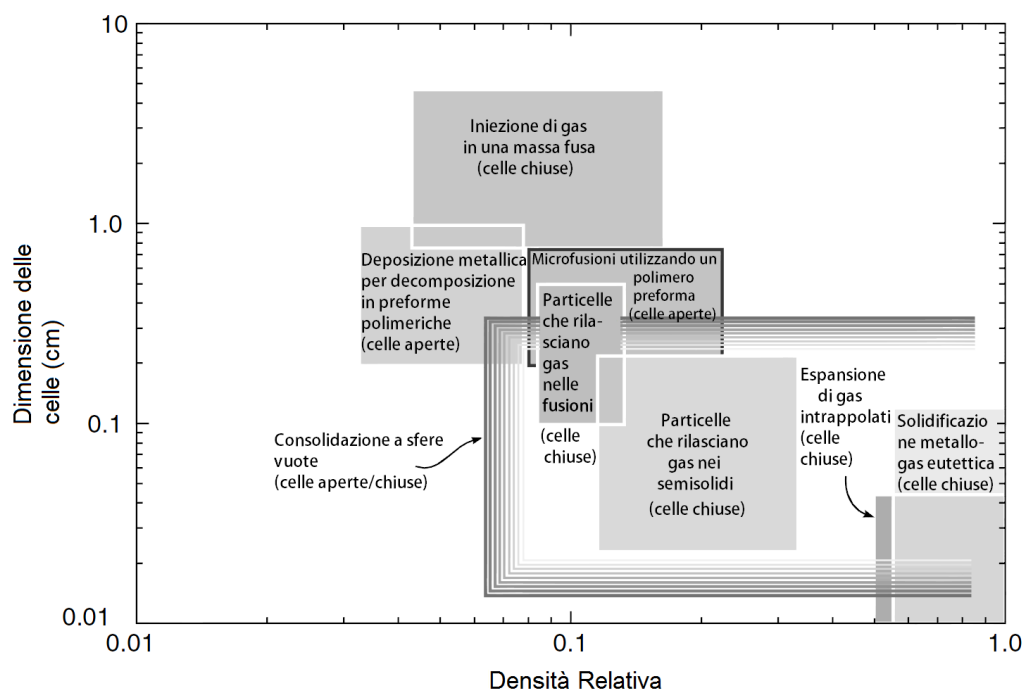 10
Iniezione di gas
in una massa fusa
(celle chiuse)
1.0
Deposizione metallica
per decomposizione
in preforme
polimeriche
(celle aperte)
Microfusioni utilizzando un
polimero
preforma
(celle aperte)
Particelle
che rila-
sciano
gas
nelle
fusioni
(celle
chiuse)
Dimensione delle
celle (cm)
Espansione
di gas
intrappolati
(celle
chiuse)
0.1
Consolidazione a sfere
vuote
(celle aperte/chiuse)
Particelle
che rilasciano
gas nei
semisolidi
(celle chiuse)
Solidificazio
ne metallo-
gas eutettica
(celle chiuse)
0.01
0.01
0.1
1.0
Densità Relativa